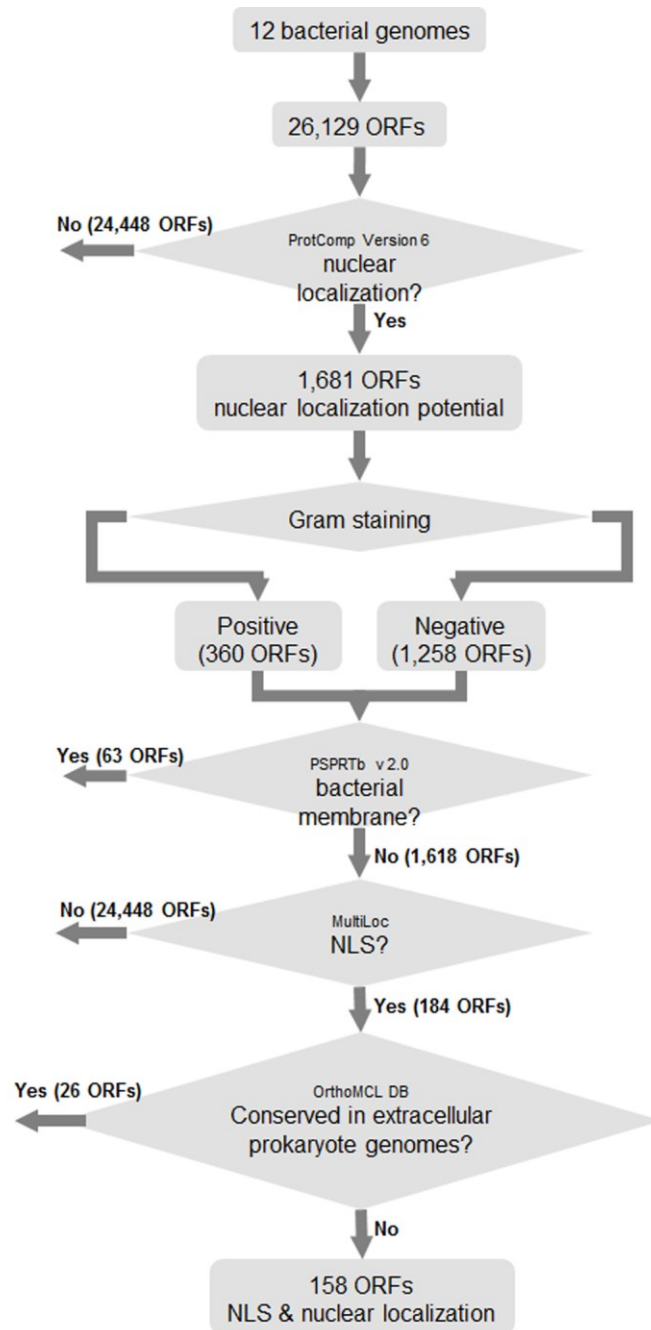 12 bacterial genomes
26,129 ORFs
No (24,448 ORFs)
ProtComp Version 6
nuclear
localization?
Yes
1,681 ORFs
nuclear localization potential
Gram staining
Positive
(360 ORFs)
Negative
(1,258 ORFs)
Yes (63 ORFs)
PSPRTb v 2.0
bacterial
membrane?
No (1,618 ORFs)
No (24,448 ORFs)
MultiLoc
NLS?
Yes (184 ORFs)
Yes (26 ORFs)
OrthoMCL DB
Conserved in extracellular
prokaryote genomes?
No
158 ORFs
NLS & nuclear localization